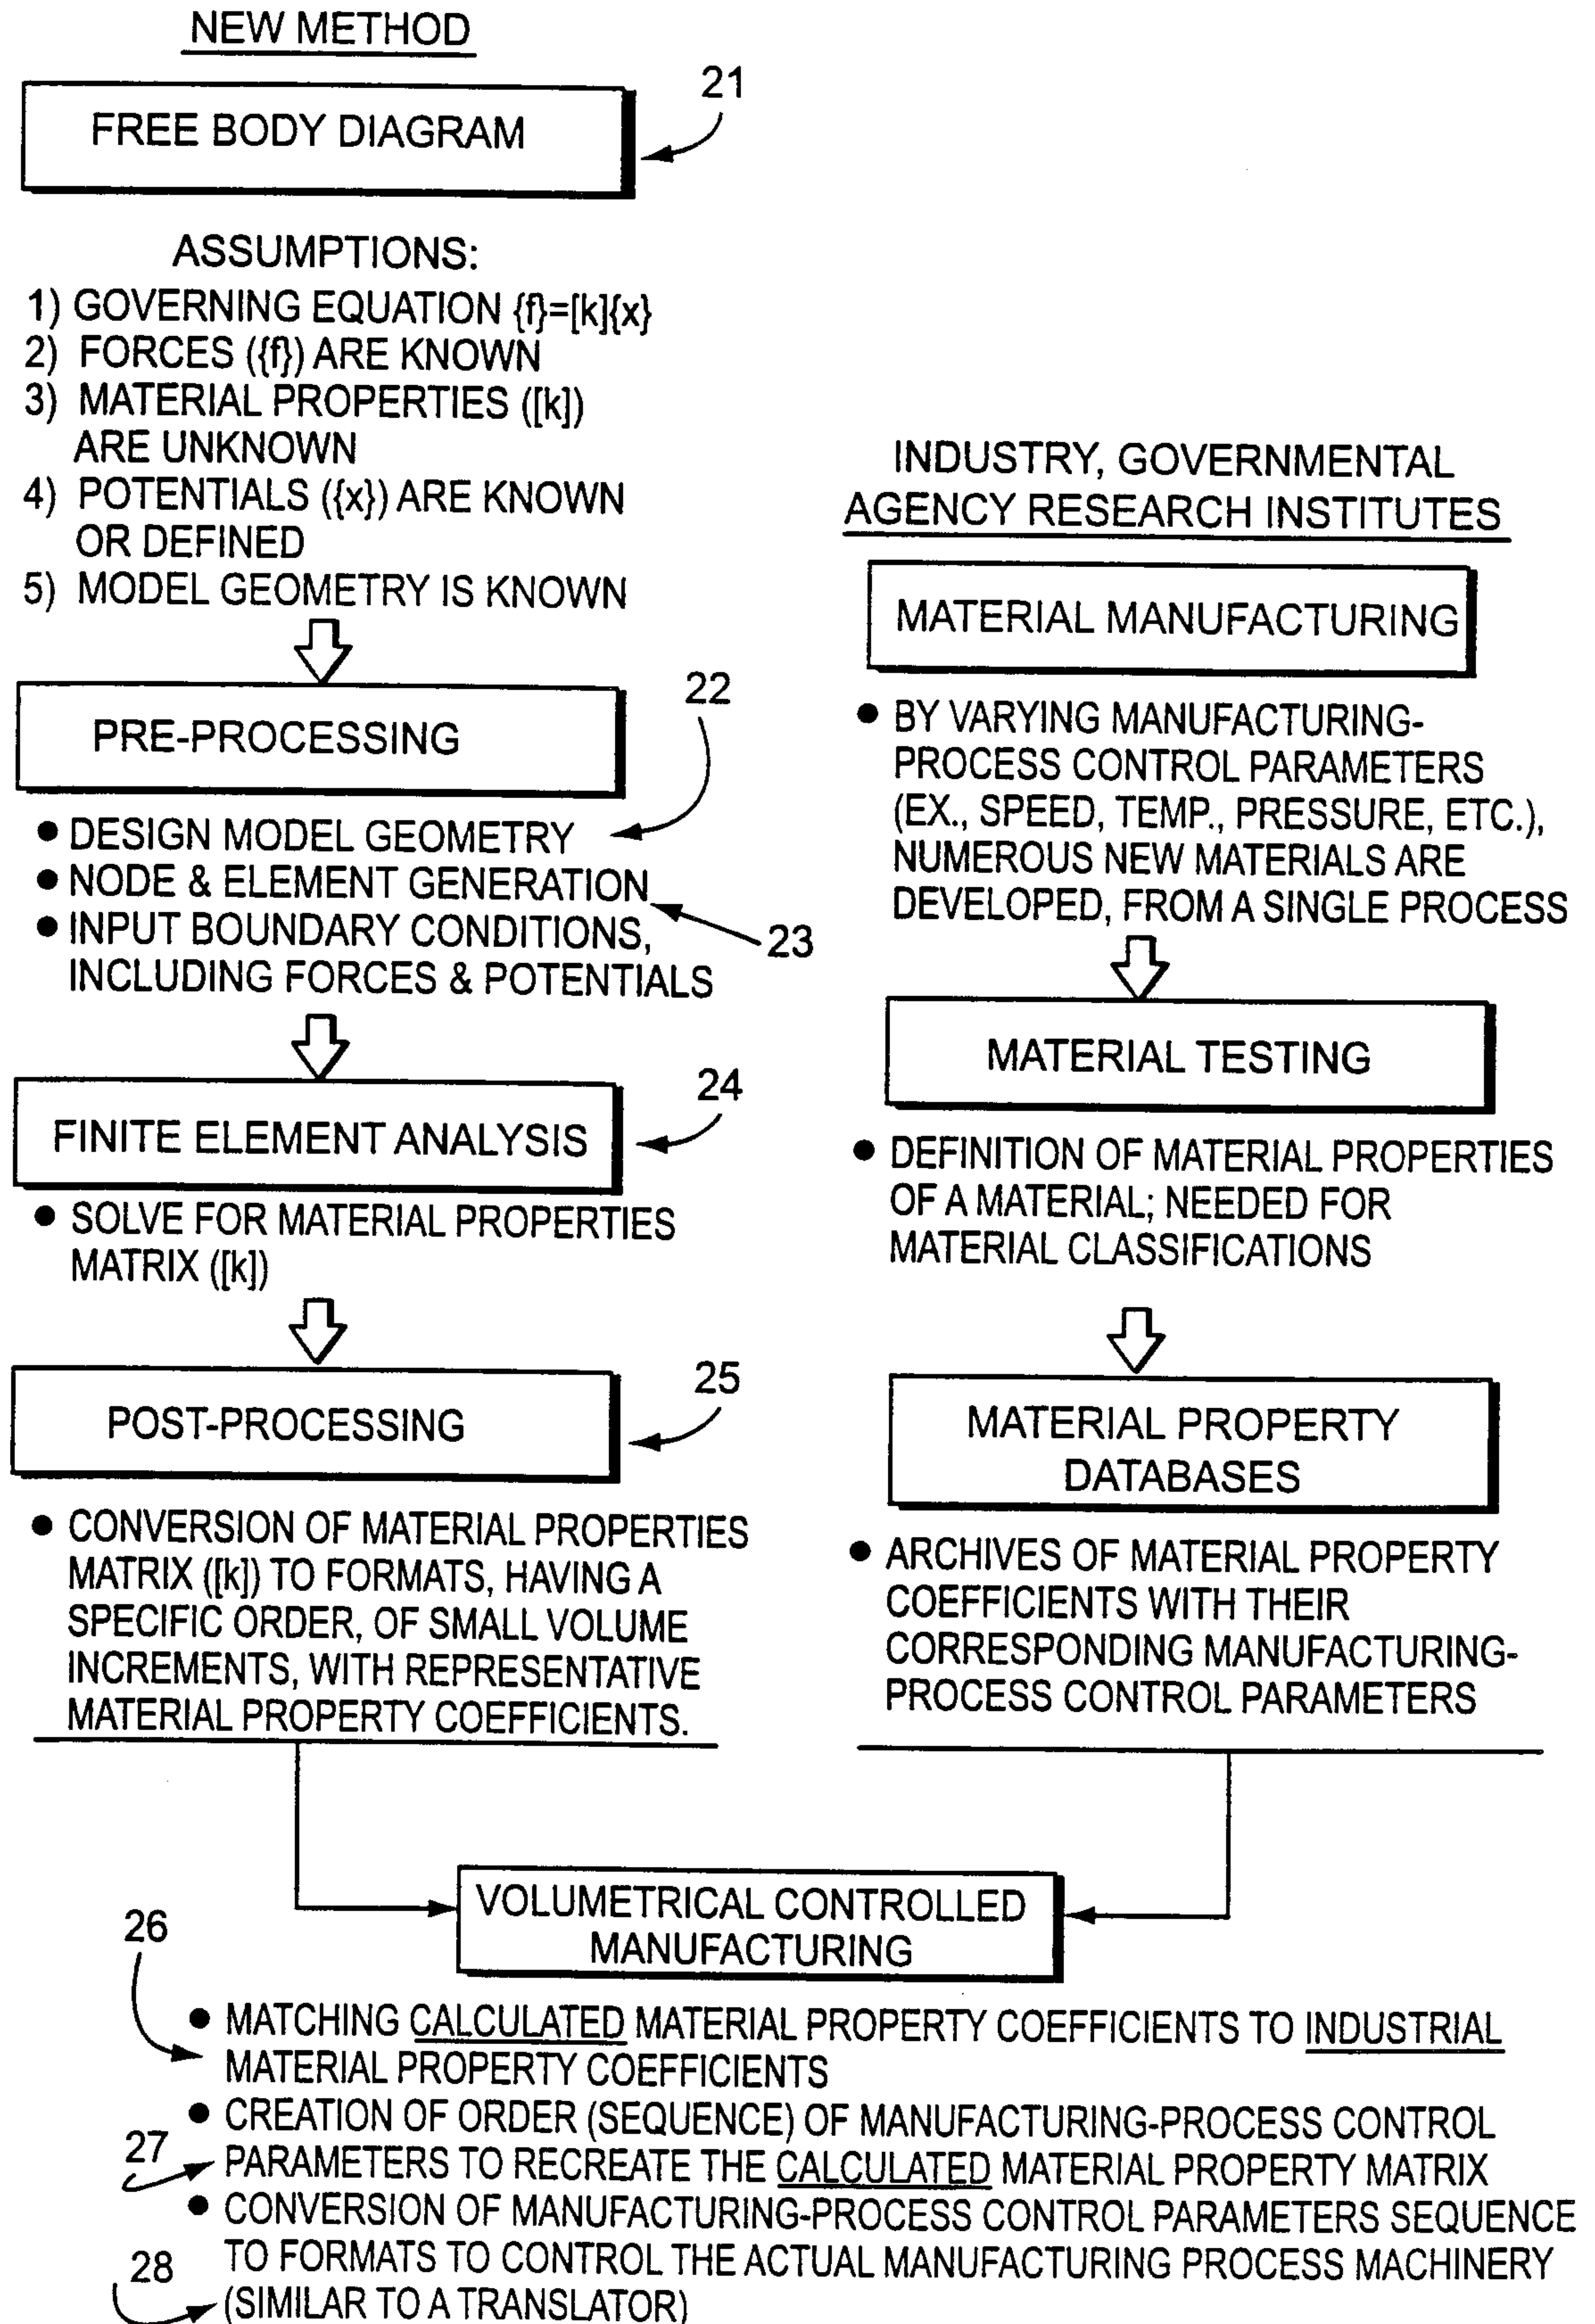 NEW METHOD
21
FREE BODY DIAGRAM
ASSUMPTIONS:
1) GOVERNING EQUATION {f}=[k]{x}
2) FORCES ({f}) ARE KNOWN
3) MATERIAL PROPERTIES ([k])
ARE UNKNOWN
4) POTENTIALS ({x}) ARE KNOWN
OR DEFINED
5) MODEL GEOMETRY IS KNOWN
22
PRE-PROCESSING
● DESIGN MODEL GEOMETRY
● NODE & ELEMENT GENERATION
● INPUT BOUNDARY CONDITIONS,
INCLUDING FORCES & POTENTIALS
23
24
FINITE ELEMENT ANALYSIS
● SOLVE FOR MATERIAL PROPERTIES
MATRIX ([k])
25
POST-PROCESSING
● CONVERSION OF MATERIAL PROPERTIES
MATRIX ([k]) TO FORMATS, HAVING A
SPECIFIC ORDER, OF SMALL VOLUME
INCREMENTS, WITH REPRESENTATIVE
MATERIAL PROPERTY COEFFICIENTS.
INDUSTRY, GOVERNMENTAL
AGENCY RESEARCH INSTITUTES
MATERIAL MANUFACTURING
● BY VARYING MANUFACTURING-
PROCESS CONTROL PARAMETERS
(EX., SPEED, TEMP., PRESSURE, ETC.),
NUMEROUS NEW MATERIALS ARE
DEVELOPED, FROM A SINGLE PROCESS
MATERIAL TESTING
● DEFINITION OF MATERIAL PROPERTIES
OF A MATERIAL; NEEDED FOR
MATERIAL CLASSIFICATIONS
MATERIAL PROPERTY
DATABASES
● ARCHIVES OF MATERIAL PROPERTY
COEFFICIENTS WITH THEIR
CORRESPONDING MANUFACTURING-
PROCESS CONTROL PARAMETERS
VOLUMETRICAL CONTROLLED
MANUFACTURING
26
● MATCHING CALCULATED MATERIAL PROPERTY COEFFICIENTS TO INDUSTRIAL
MATERIAL PROPERTY COEFFICIENTS
● CREATION OF ORDER (SEQUENCE) OF MANUFACTURING-PROCESS CONTROL
27
PARAMETERS TO RECREATE THE CALCULATED MATERIAL PROPERTY MATRIX
● CONVERSION OF MANUFACTURING-PROCESS CONTROL PARAMETERS SEQUENCE
TO FORMATS TO CONTROL THE ACTUAL MANUFACTURING PROCESS MACHINERY
28
(SIMILAR TO A TRANSLATOR)